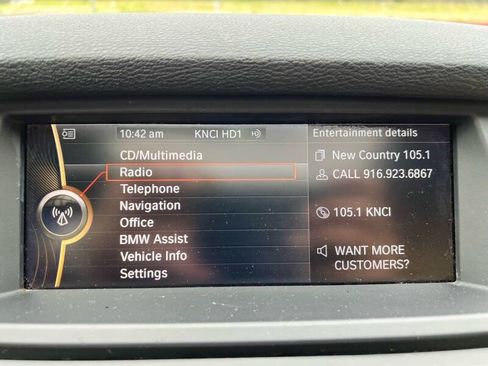 10:42 am KNCI HD1
CD/Multimedia
Radio
Telephone
Navigation
Office
BMW Assist
Vehicle Info
Settings
Entertainment details
New Country 105.1
CALL 916.923.6867
105.1 KNCI
WANT MORE
CUSTOMERS?